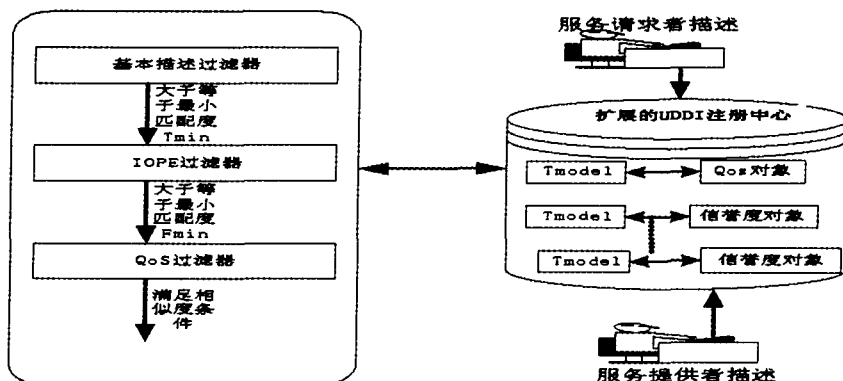 基本描述过滤器
大于等
于最小
匹配度
Tmin
IOPE过滤器
大于等
于最小
匹配度
Fmin
QoS过滤器
满足相
似度条
件
服务请求者描述
扩展的UDDI注册中心
Tmodel
Qos对象
Tmodel
信誉度对象
Tmodel
信誉度对象
服务提供者描述